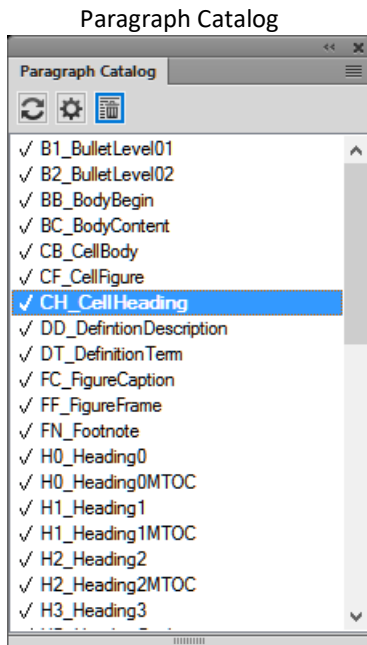 Paragraph Catalog
Paragraph Catalog
✓ B1_BulletLevel01
✓ B2_BulletLevel02
✓ BB_BodyBegin
✓ BC_BodyContent
✓ CB_CellBody
✓ CF_CellFigure
✓ CH_CellHeading
✓ DD_DefintionDescription
✓ DT_DefinitionTerm
✓ FC_FigureCaption
✓ FF_FigureFrame
✓ FN_Footnote
✓ H0_Heading0
✓ H0_Heading0MTOC
✓ H1_Heading1
✓ H1_Heading1MTOC
✓ H2_Heading2
✓ H2_Heading2MTOC
✓ H3_Heading3